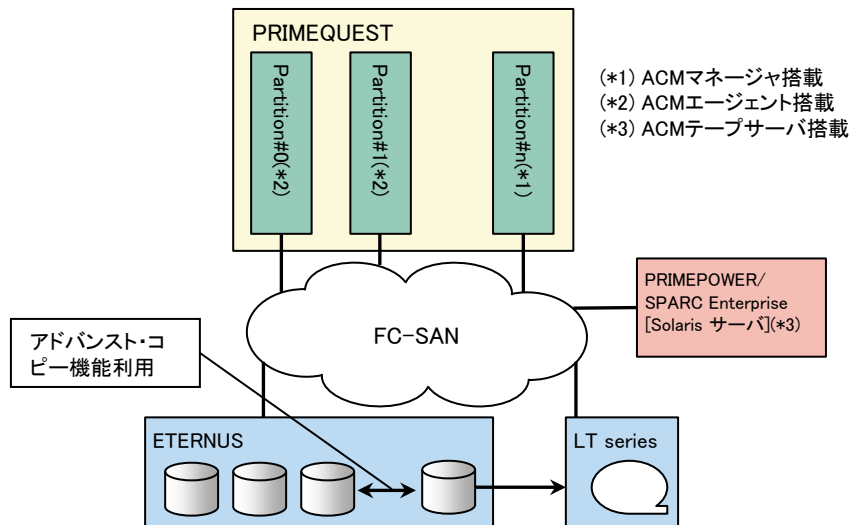 PRIMEQUEST
Partition#0(*2)
Partition#1(*2)
Partition#n(*1)
(*1) ACMマネージャ搭載
(*2) ACMエージェント搭載
(*3) ACMテープサーバ搭載
PRIMEPOWER/
SPARC Enterprise
[Solaris サーバ](*3)
FC-SAN
アドバンスト・コ
ピー機能利用
ETERNUS
LT series